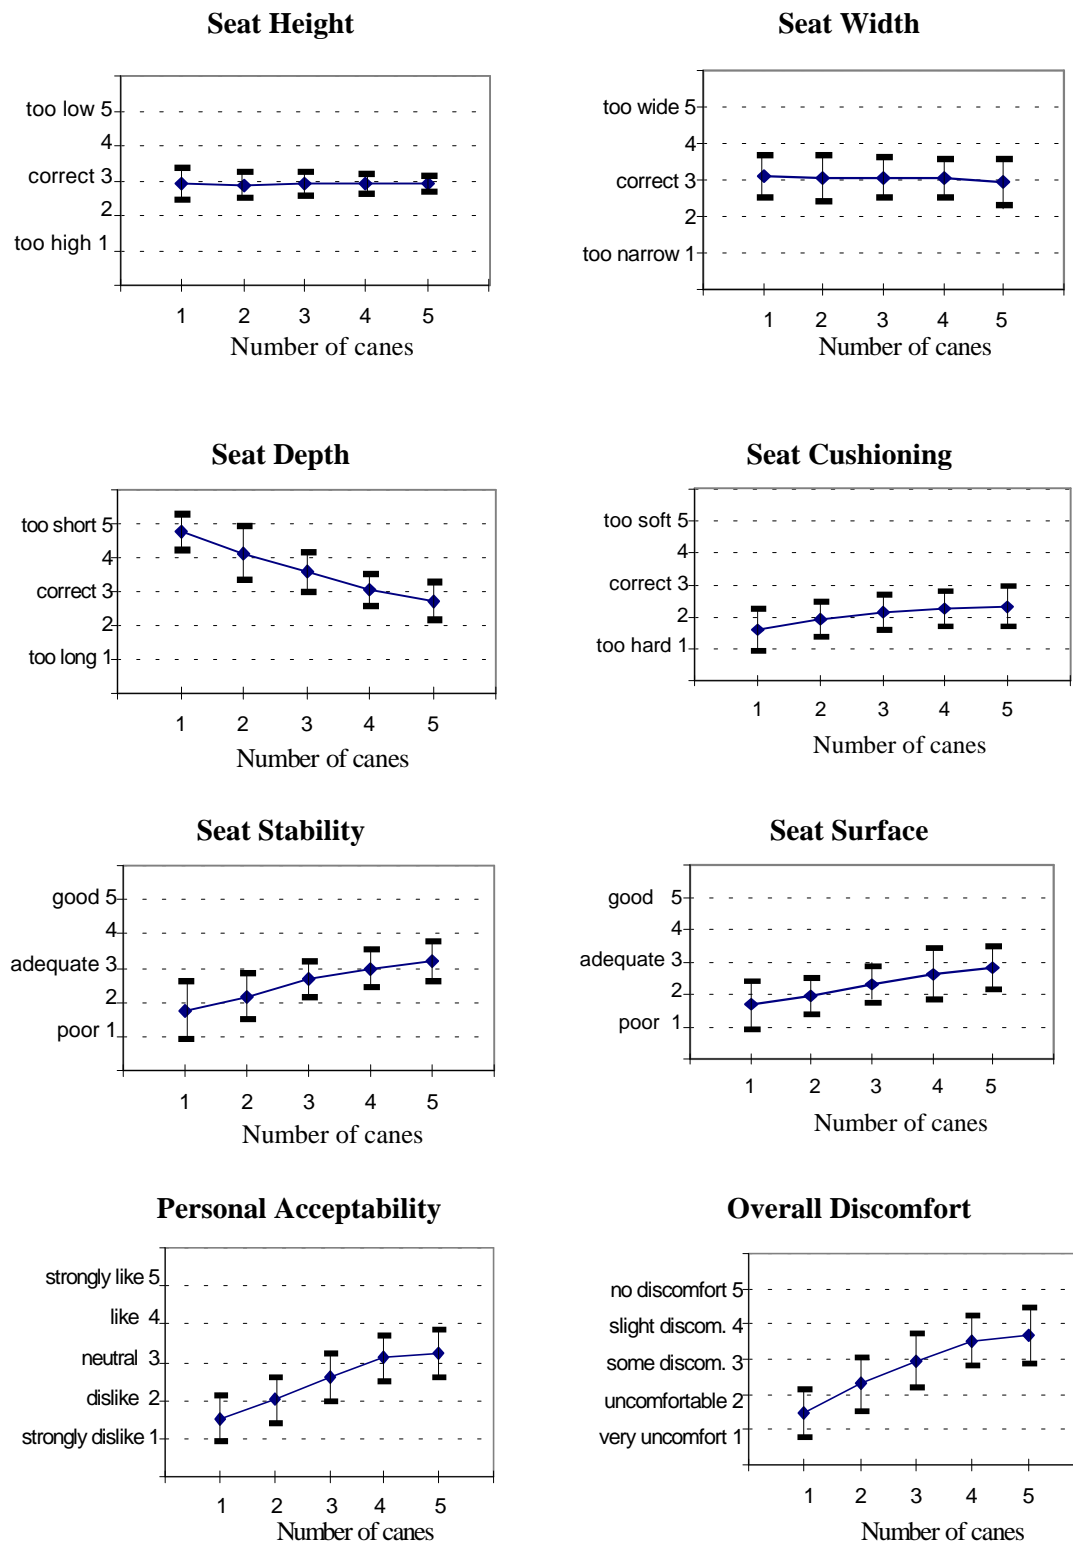 Seat Height
too low 5
4
correct 3
2
too high 1
1 2 3 4 5
Number of canes
Seat Width
too wide 5
4
correct 3
2
too narrow 1
1 2 3 4 5
Number of canes
Seat Depth
too short 5
4
correct 3
2
too long 1
1 2 3 4 5
Number of canes
Seat Cushioning
too soft 5
4
correct 3
2
too hard 1
1 2 3 4 5
Number of canes
Seat Stability
good 5
4
adequate 3
2
poor 1
1 2 3 4 5
Number of canes
Seat Surface
good 5
4
adequate 3
2
poor 1
1 2 3 4 5
Number of canes
Personal Acceptability
strongly like 5
like 4
neutral 3
dislike 2
strongly dislike 1
1 2 3 4 5
Number of canes
Overall Discomfort
no discomfort 5
slight discom. 4
some discom. 3
uncomfortable 2
very uncomfort 1
1 2 3 4 5
Number of canes